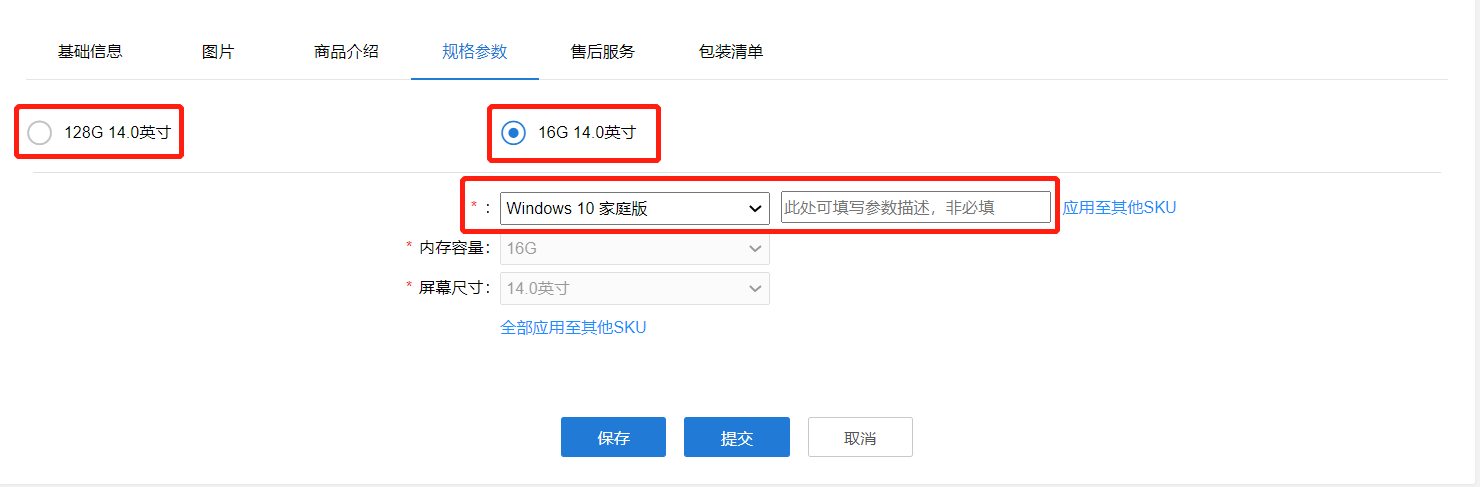 基础信息 图片 商品介绍 规格参数 售后服务 包装清单
128G 14.0英寸 16G 14.0英寸
* : Windows 10 家庭版 此处可填写参数描述，非必填 应用至其他SKU
* 内存容量： 16G
* 屏幕尺寸： 14.0英寸
全部应用至其他SKU
保存 提交 取消